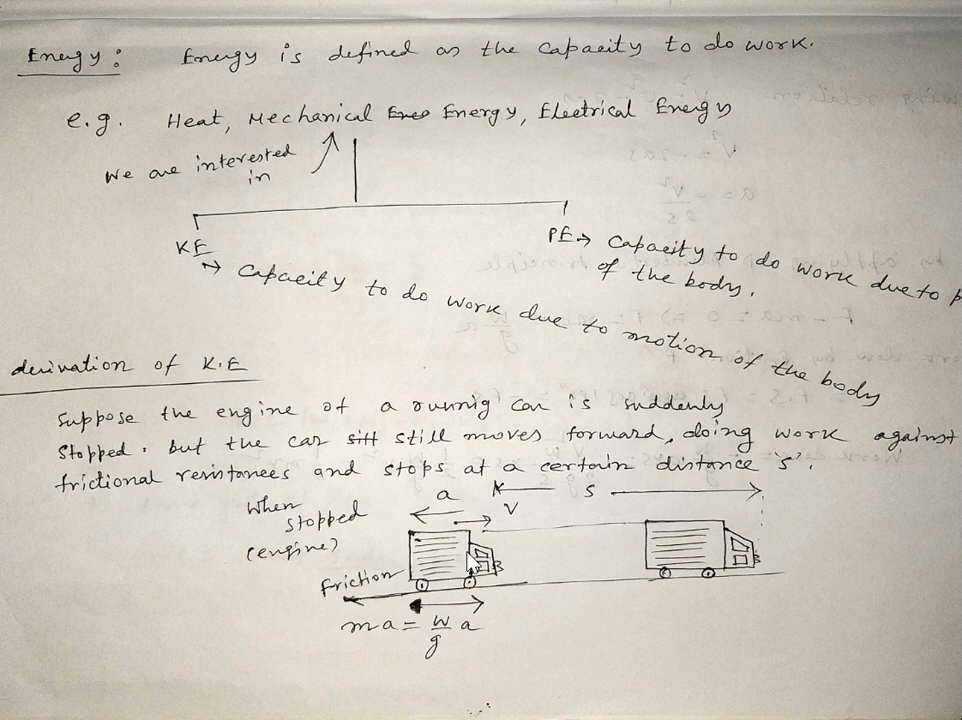 Energy: Energy is defined as the capacity to do work.
e.g. Heat, Mechanical Energy, Electrical Energy
We are interested in
KE → Capacity to do work due to motion of the body
PE → Capacity to do work due to
of the body.
derivation of K.E
Suppose the engine of a runnig car is suddenly
Stopped. but the car still moves forward, doing work against
frictional resistances and stops at a certain distance 's'.
When stopped (engine)
a
V
S
friction
ma = W/g a